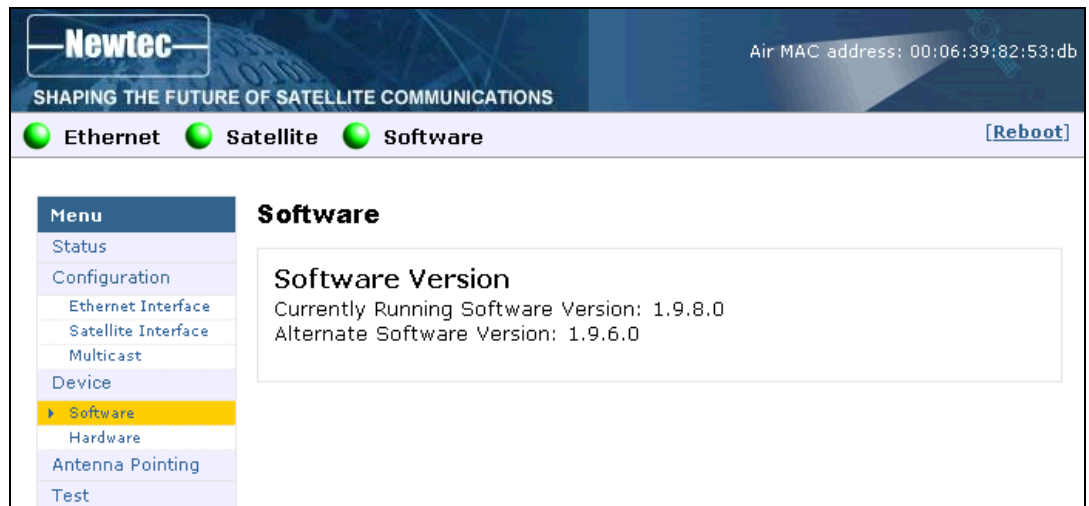 Newtec
Air MAC address: 00:06:39:82:53:db
SHAPING THE FUTURE OF SATELLITE COMMUNICATIONS
Ethernet Satellite Software [Reboot]
Menu
Status
Configuration
Ethernet Interface
Satellite Interface
Multicast
Device
Software
Hardware
Antenna Pointing
Test
Software
Software Version
Currently Running Software Version: 1.9.8.0
Alternate Software Version: 1.9.6.0